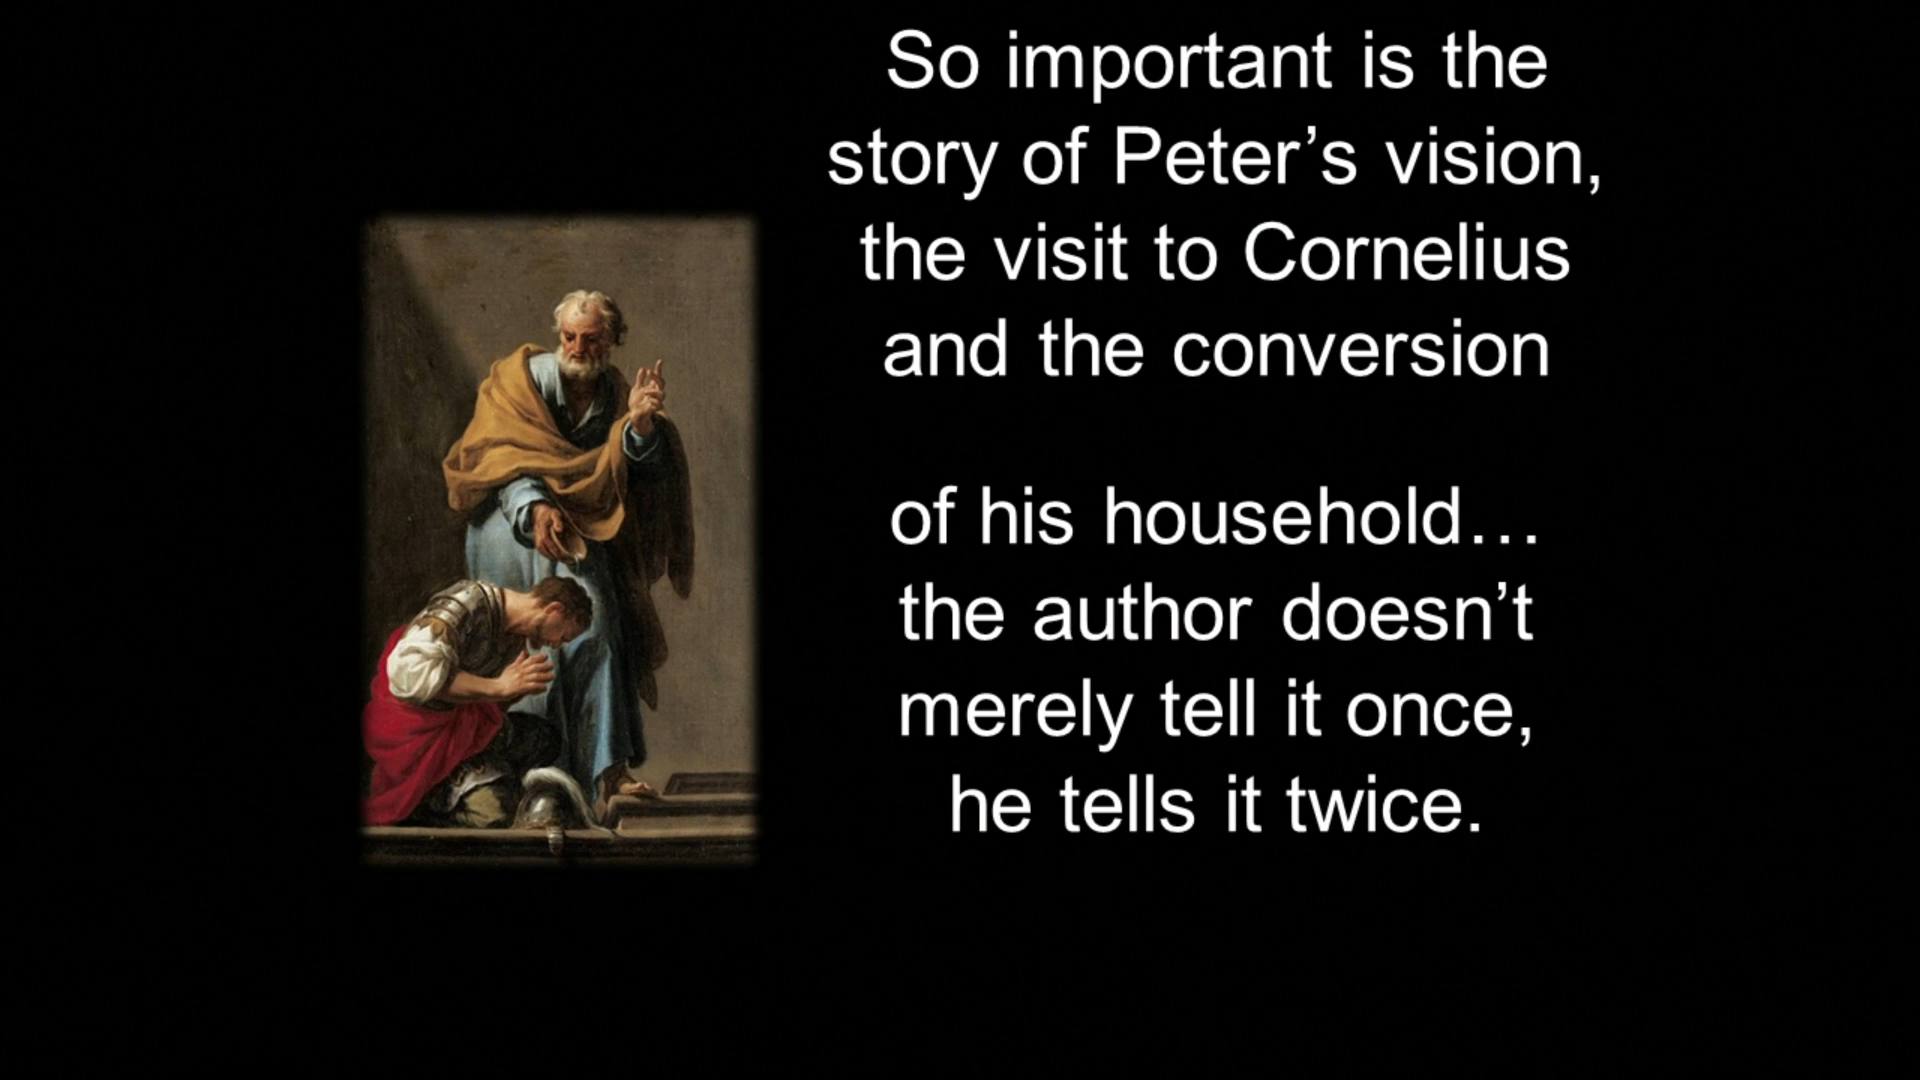 So important is the
story of Peter’s vision,
the visit to Cornelius
and the conversion
of his household…
the author doesn’t
merely tell it once,
he tells it twice.